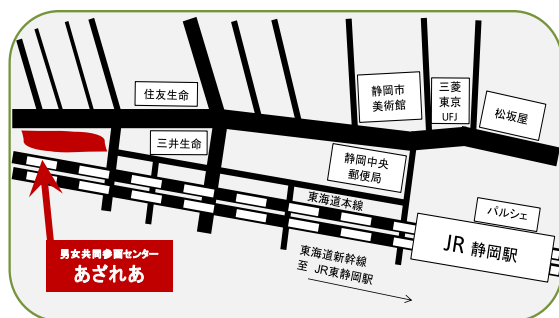 住友生命
静岡市
美術館
三菱
東京
UFJ
松坂屋
三井生命
静岡中央
郵便局
東海道本線
パルシェ
JR 静岡駅
男女共同参画センター
あざれあ
東海道新幹線
至 JR東静岡駅